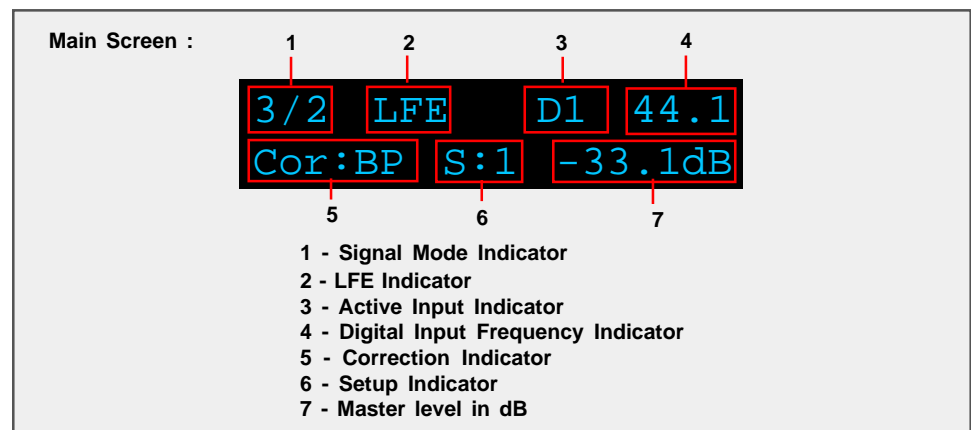 Main Screen : 1 2 3 4
3/2 LFE D1 44.1
Cor:BP S:1 -33.1dB
5 6 7
1 - Signal Mode Indicator
2 - LFE Indicator
3 - Active Input Indicator
4 - Digital Input Frequency Indicator
5 - Correction Indicator
6 - Setup Indicator
7 - Master level in dB